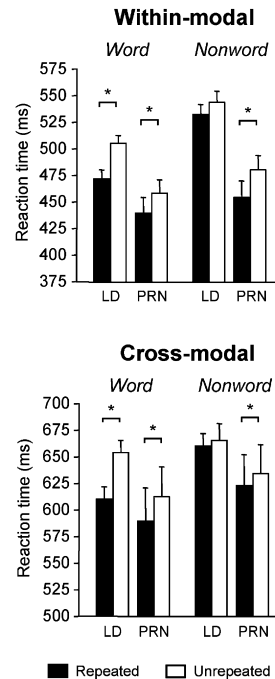 Within-modal
Word Nonword
Reaction time (ms)
575
550
525
500
475
450
425
400
375
* * *
LD PRN LD PRN
Cross-modal
Word Nonword
Reaction time (ms)
700
675
650
625
600
575
550
525
500
* * *
LD PRN LD PRN
Repeated Unrepeated